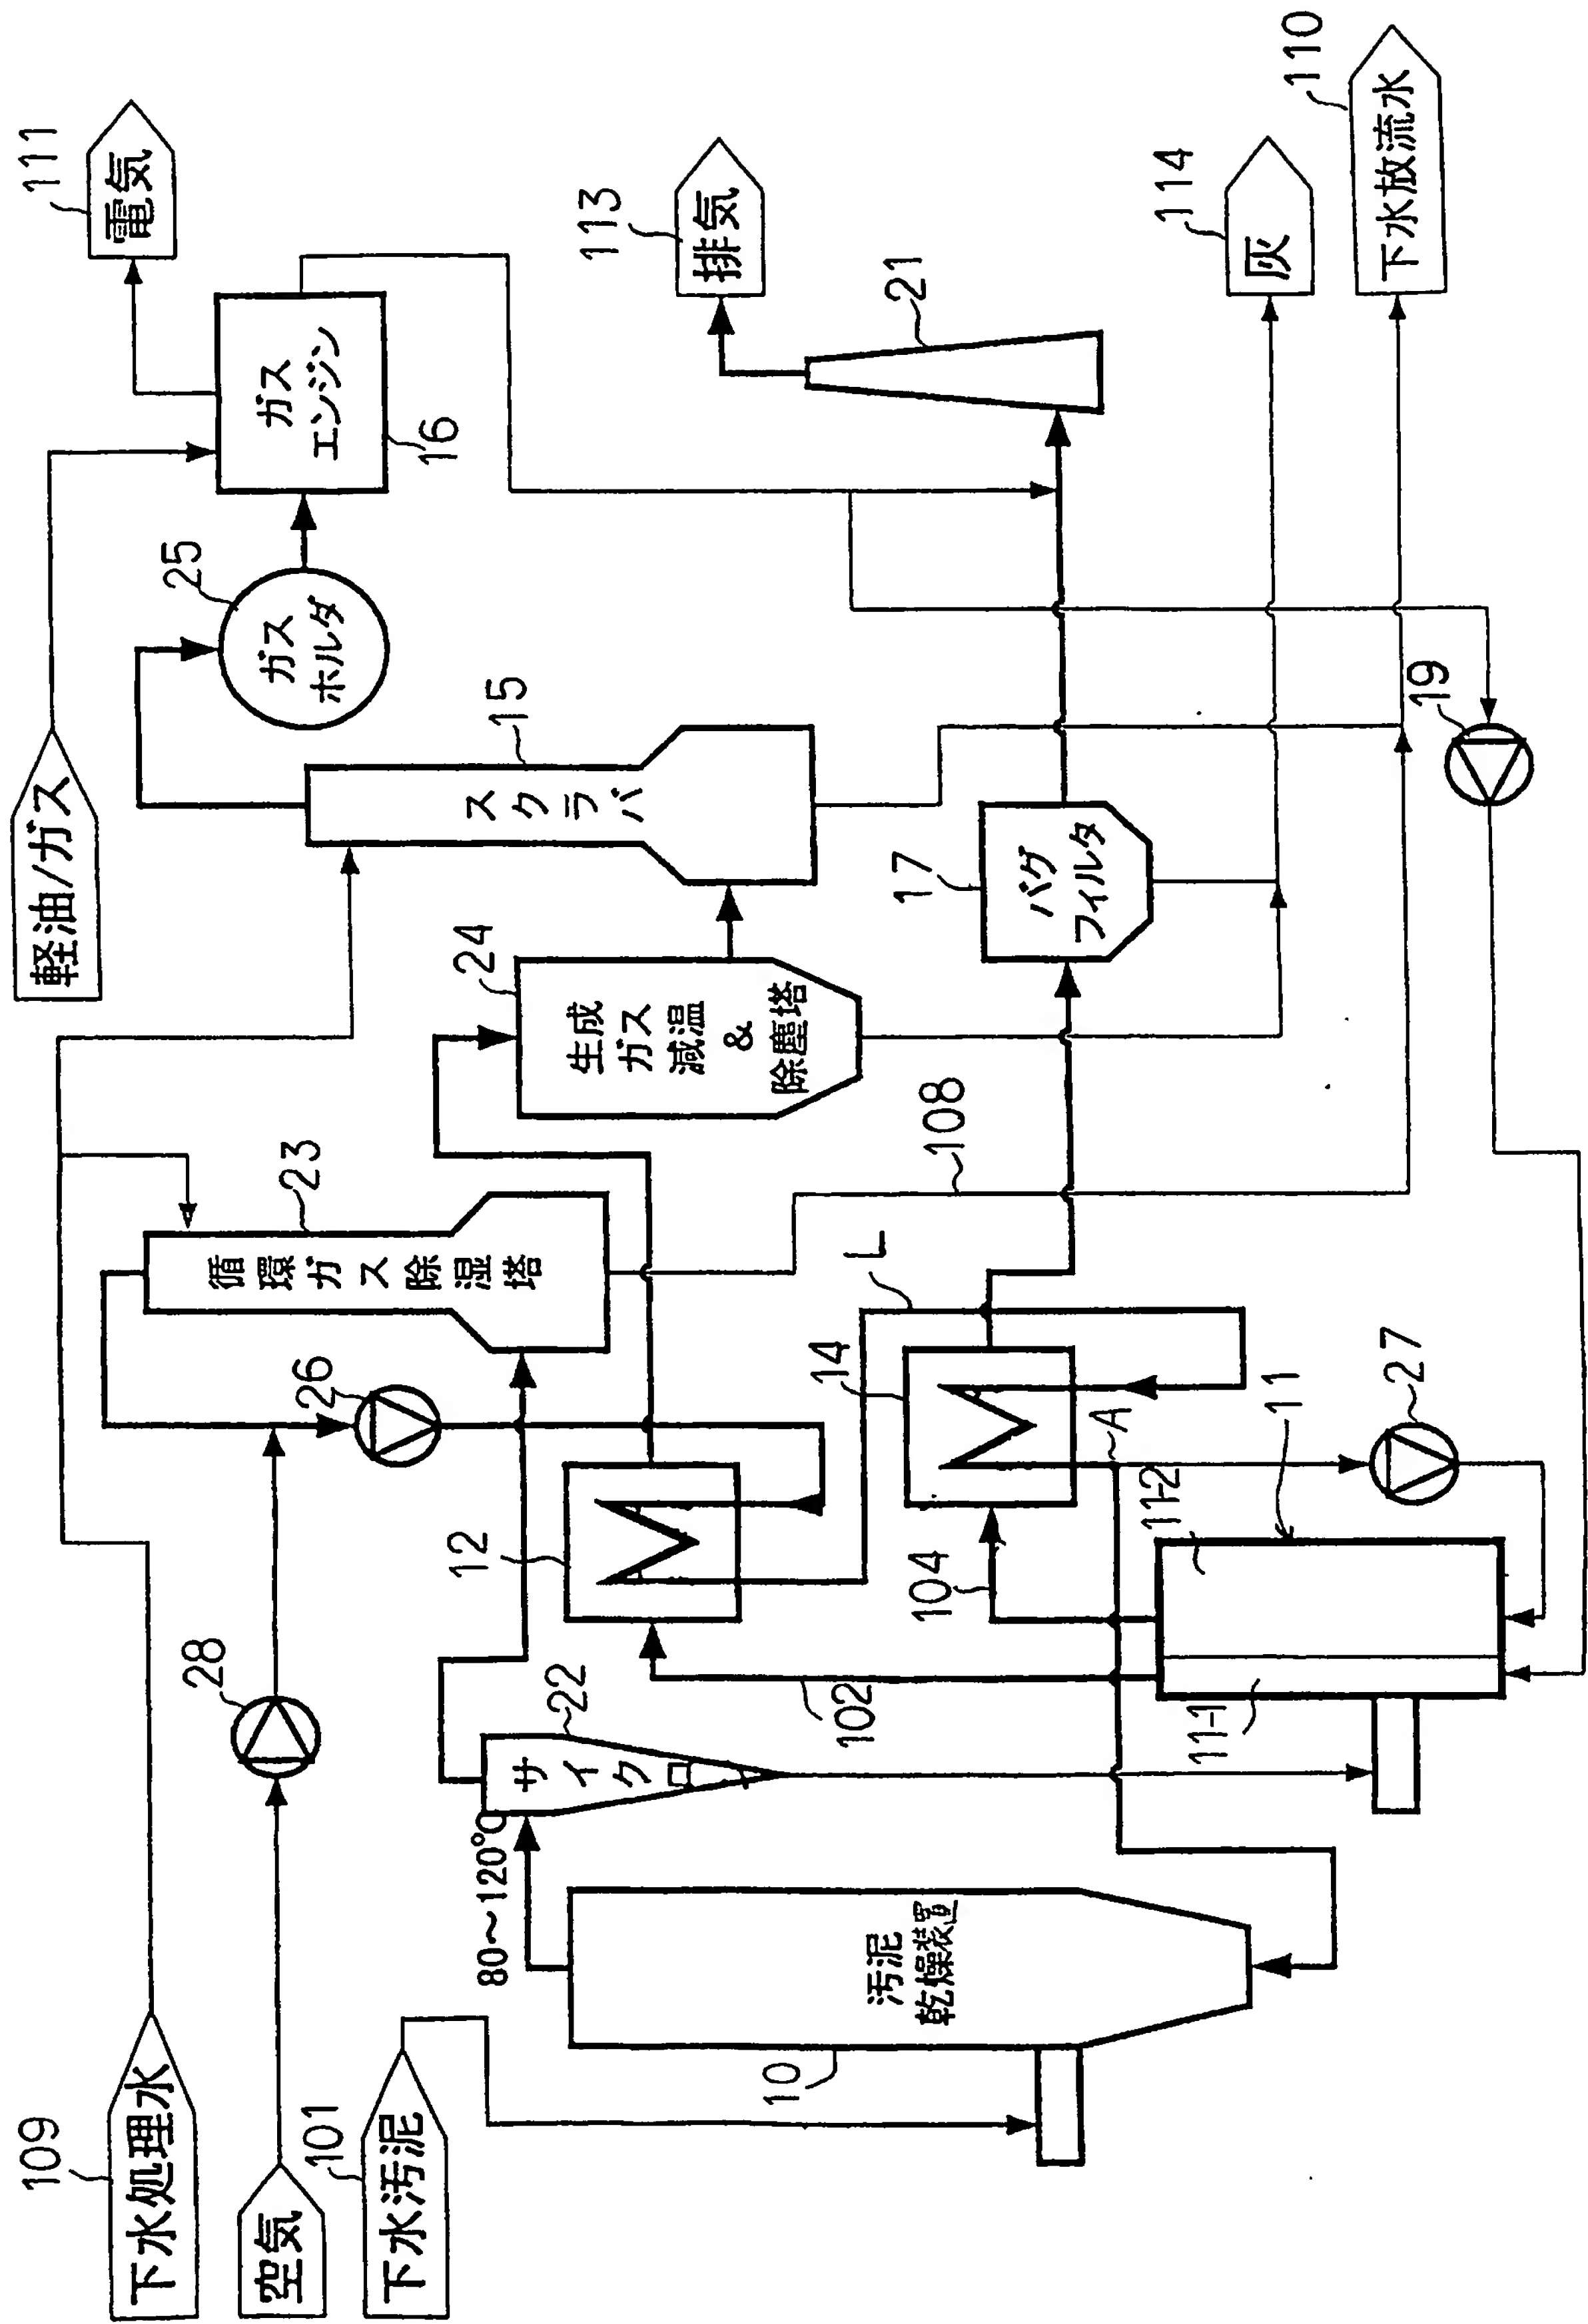 109
下水処理水
空気
101
下水汚泥
28
軽油/ガス
111
電気
25
ガス
ホルダ
ガス
エンジン
16
23
循環ガス除湿塔
26
15
スクラバ
24
生成
ガス
減温
&
除塵塔
113
排気
21
80～120℃
サイクロン
22
12
102
108
L
14
A
104
17
バグ
フィルタ
114
灰
110
下水放流水
19
10
汚泥
乾燥装置
11-1
11-2
11
27